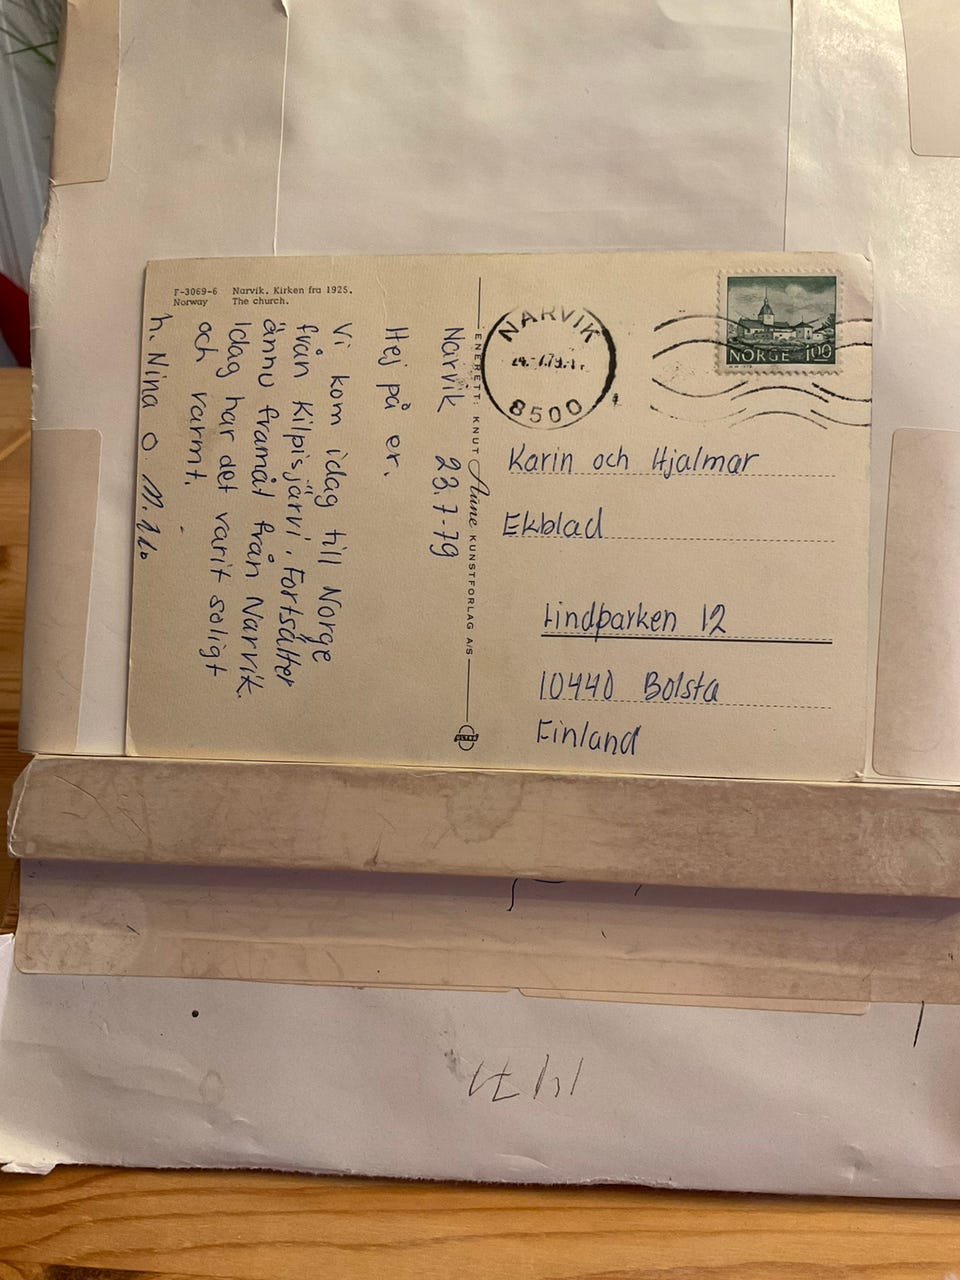 F-3069-6 Narvik. Kirken fra 1925.
Norway The church.
Narvik 23.7-79
Hej på er.
Vi kom idag till Norge
från Kilpisjärvi. Fortsätter
ännu framåt från Narvik.
Idag har det varit soligt
och varmt.
h. Nina o.
ENERETT: KNUT Aune KUNSTFORLAG A/S
ULTRA
NARVIK
8500
NORGE 100
Karin och Hjalmar
Ekblad
Lindparken 12
10440 Bolsta
Finland